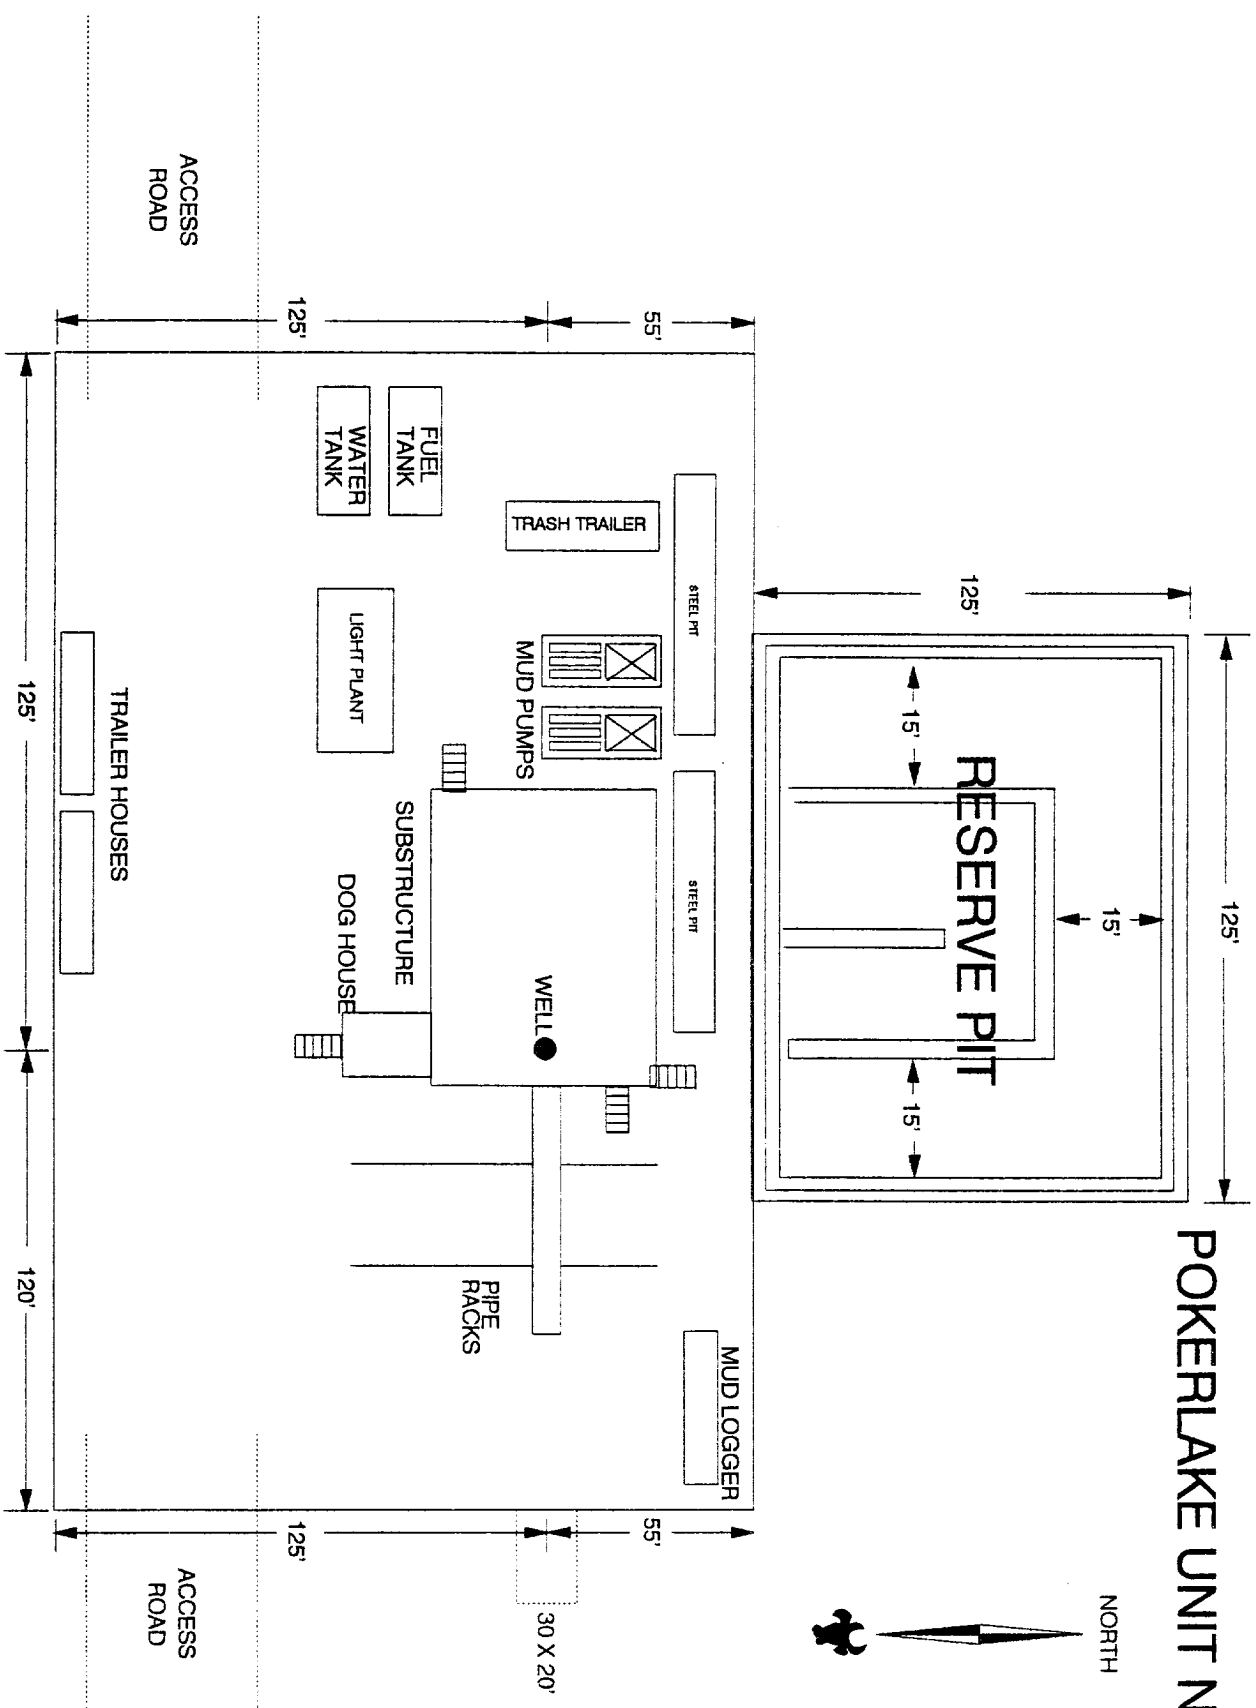 POKERLAKE UNIT N
NORTH
125'
125'
15'
15'
15'
RESERVE PIT
55'
125'
55'
125'
30 X 20'
MUD LOGGER
STEEL PIT
STEEL PIT
TRASH TRAILER
MUD PUMPS
WELL
PIPE
RACKS
FUEL
TANK
WATER
TANK
LIGHT PLANT
SUBSTRUCTURE
DOG HOUSE
ACCESS
ROAD
ACCESS
ROAD
TRAILER HOUSES
125'
120'